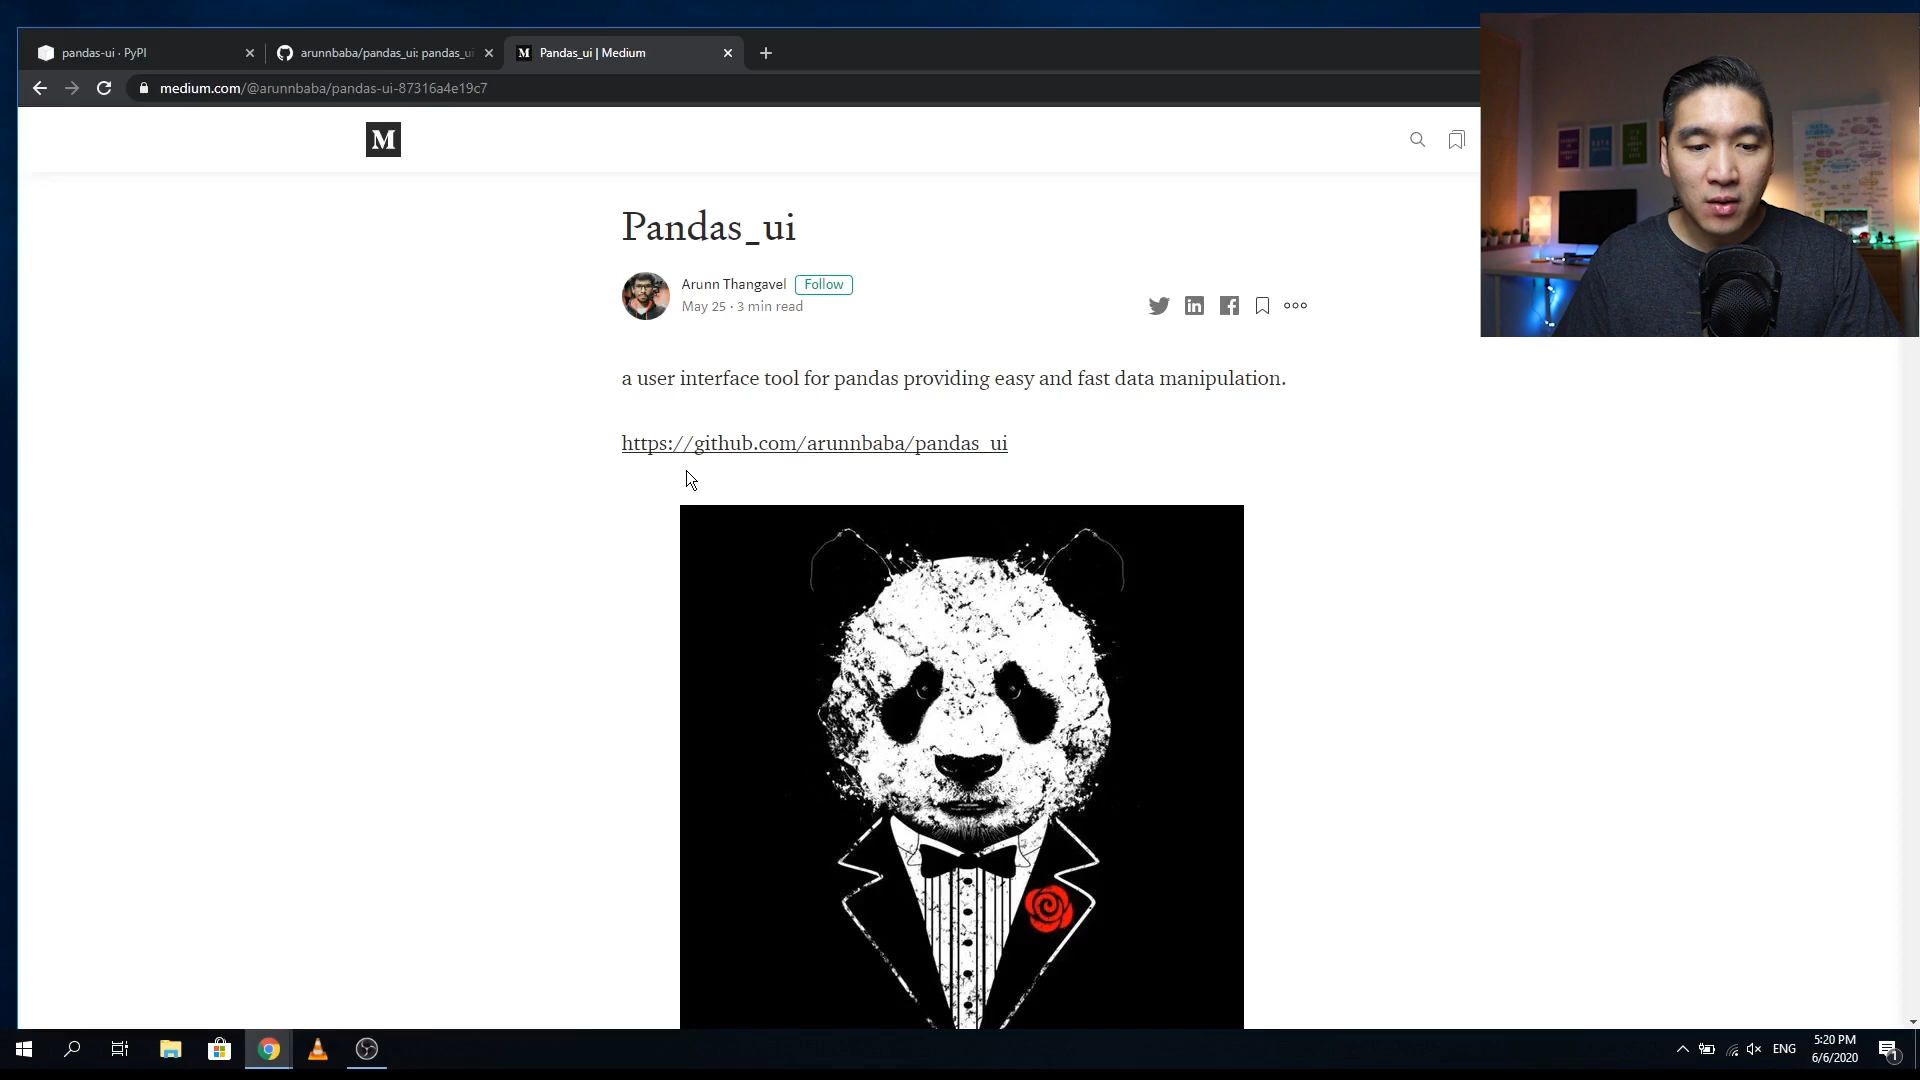 pandas-ui · PyPI
arunnbaba/pandas_ui: pandas_ui
Pandas_ui | Medium
medium.com/@arunnbaba/pandas-ui-87316a4e19c7
M
Pandas_ui
Arunn Thangavel Follow
May 25 · 3 min read
a user interface tool for pandas providing easy and fast data manipulation.
https://github.com/arunnbaba/pandas_ui
ENG
5:20 PM
6/6/2020
1